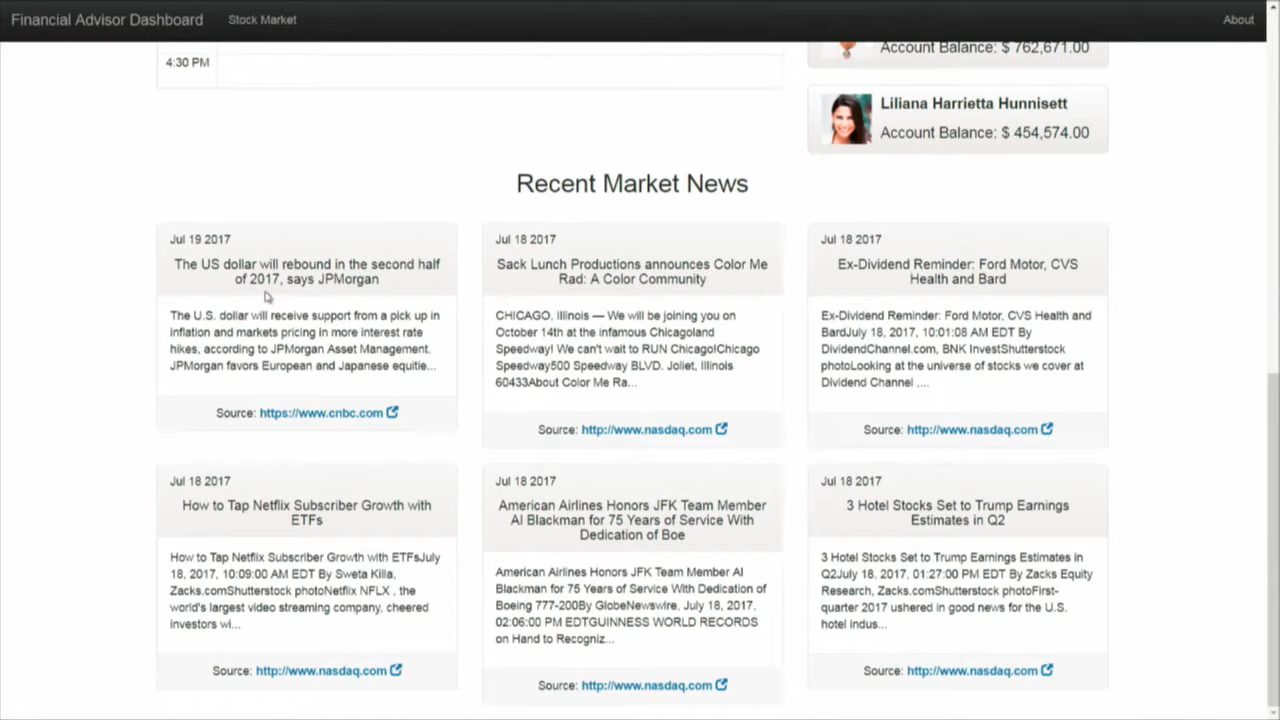 Financial Advisor Dashboard Stock Market About
4:30 PM
Account Balance: $ 762,671.00
Liliana Harrietta Hunnisett
Account Balance: $ 454,574.00
Recent Market News
Jul 19 2017
The US dollar will rebound in the second half
of 2017, says JPMorgan
The U.S. dollar will receive support from a pick up in
inflation and markets pricing in more interest rate
hikes, according to JPMorgan Asset Management.
JPMorgan favors European and Japanese equitie...
Source: https://www.cnbc.com
Jul 18 2017
Sack Lunch Productions announces Color Me
Rad: A Color Community
CHICAGO, Illinois — We will be joining you on
October 14th at the infamous Chicagoland
Speedway! We can't wait to RUN Chicago!Chicago
Speedway500 Speedway BLVD. Joliet, Illinois
60433About Color Me Ra...
Source: http://www.nasdaq.com
Jul 18 2017
Ex-Dividend Reminder: Ford Motor, CVS
Health and Bard
Ex-Dividend Reminder: Ford Motor, CVS Health and
BardJuly 18, 2017, 10:01:08 AM EDT By
DividendChannel.com, BNK InvestShutterstock
photoLooking at the universe of stocks we cover at
Dividend Channel ,...
Source: http://www.nasdaq.com
Jul 18 2017
How to Tap Netflix Subscriber Growth with
ETFs
How to Tap Netflix Subscriber Growth with ETFsJuly
18, 2017, 10:09:00 AM EDT By Sweta Killa,
Zacks.comShutterstock photoNetflix NFLX , the
world's largest video streaming company, cheered
investors wi...
Source: http://www.nasdaq.com
Jul 18 2017
American Airlines Honors JFK Team Member
Al Blackman for 75 Years of Service With
Dedication of Boe
American Airlines Honors JFK Team Member Al
Blackman for 75 Years of Service With Dedication of
Boeing 777-200By GlobeNewswire, July 18, 2017,
02:06:00 PM EDTGUINNESS WORLD RECORDS
on Hand to Recogniz...
Source: http://www.nasdaq.com
Jul 18 2017
3 Hotel Stocks Set to Trump Earnings
Estimates in Q2
3 Hotel Stocks Set to Trump Earnings Estimates in
Q2July 18, 2017, 01:27:00 PM EDT By Zacks Equity
Research, Zacks.comShutterstock photoFirst-
quarter 2017 ushered in good news for the U.S.
hotel indus...
Source: http://www.nasdaq.com